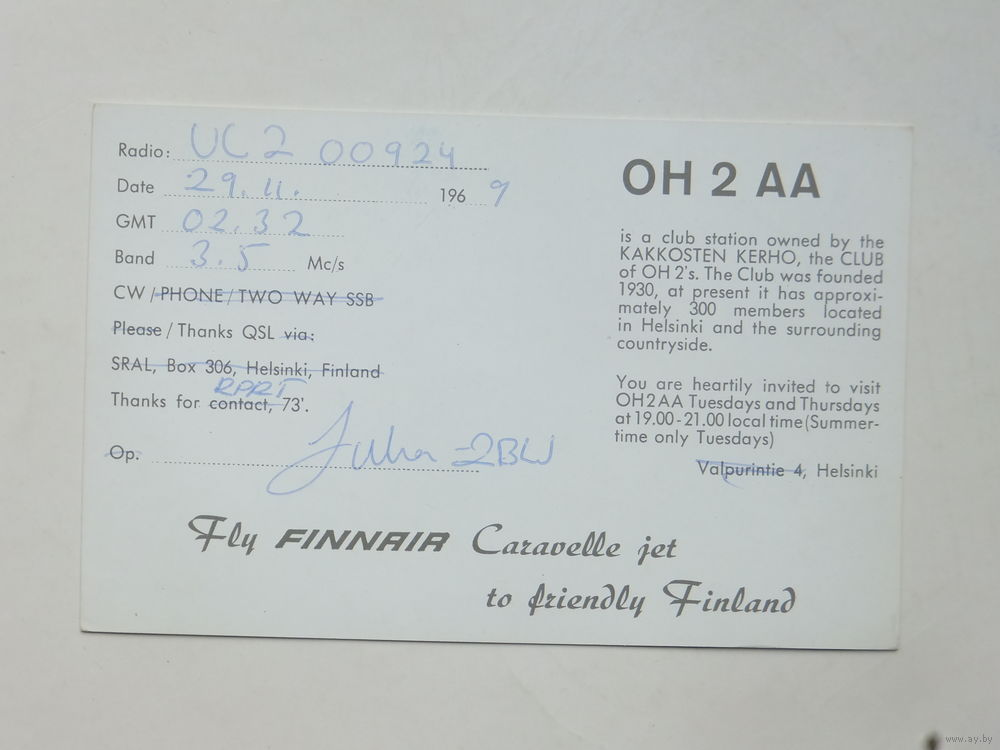 Radio: UC2 00924
Date 29.11. 1969
GMT 02.32
Band 3.5 Mc/s
CW / PHONE / TWO WAY SSB
Please / Thanks QSL via:
SRAL, Box 306, Helsinki, Finland
RPRT
Thanks for contact, 73'.
Op. Juha -2BW
OH 2 AA
is a club station owned by the
KAKKOSTEN KERHO, the CLUB
of OH 2's. The Club was founded
1930, at present it has approxi-
mately 300 members located
in Helsinki and the surrounding
countryside.
You are heartily invited to visit
OH2AA Tuesdays and Thursdays
at 19.00-21.00 local time (Summer-
time only Tuesdays)
Valpurintie 4, Helsinki
Fly FINNAIR Caravelle jet
to friendly Finland
www.ay.by